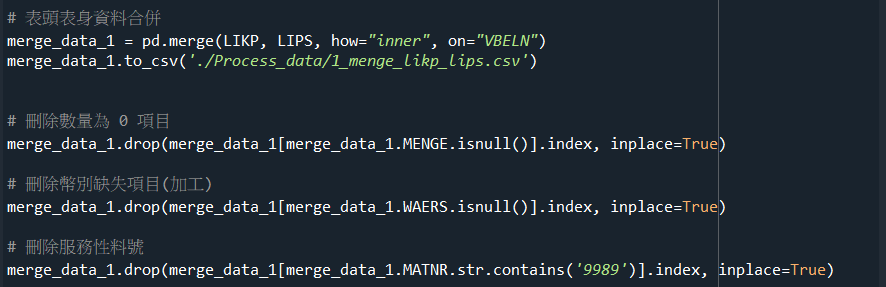 # 表頭表身資料合併
merge_data_1 = pd.merge(LIKP, LIPS, how="inner", on="VBELN")
merge_data_1.to_csv('./Process_data/1_menge_likp_lips.csv')
# 刪除數量為 0 項目
merge_data_1.drop(merge_data_1[merge_data_1.MENGE.isnull()].index, inplace=True)
# 刪除幣別缺失項目(加工)
merge_data_1.drop(merge_data_1[merge_data_1.WAERS.isnull()].index, inplace=True)
# 刪除服務性料號
merge_data_1.drop(merge_data_1[merge_data_1.MATNR.str.contains('9989')].index, inplace=True)